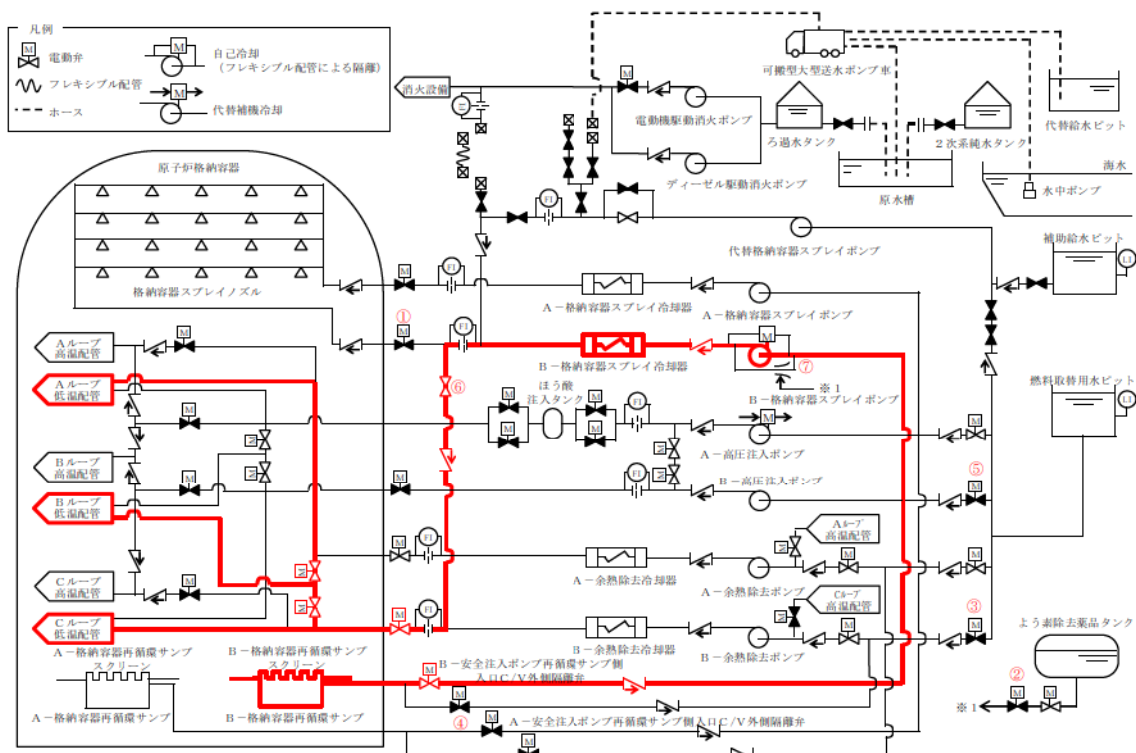 凡例
M
電動弁
フレキシブル配管
ホース
M
自己冷却
(フレキシブル配管による隔離)
M
代替補機冷却
消火設備
M
電動機駆動消火ポンプ
ディーゼル駆動消火ポンプ
可搬型大型送水ポンプ車
ろ過水タンク
2次系純水タンク
代替給水ピット
原水槽
海水
水中ポンプ
FI
代替格納容器スプレイポンプ
補助給水ピット
LI
原子炉格納容器
格納容器スプレイノズル
M
FI
A-格納容器スプレイ冷却器
A-格納容器スプレイポンプ
①
M
FI
B-格納容器スプレイ冷却器
M
⑦
※1
B-格納容器スプレイポンプ
燃料取替用水ピット
LI
Aループ
高温配管
M
Aループ
低温配管
⑥
ほう酸
注入タンク
M
M
M
M
FI
M
A-高圧注入ポンプ
M
M
M
Bループ
高温配管
M
M
M
M
FI
B-高圧注入ポンプ
⑤
M
Bループ
低温配管
M
FI
A-余熱除去冷却器
A-余熱除去ポンプ
Aループ
高温配管
M
M
M
Cループ
高温配管
M
M
M
Cループ
低温配管
M
FI
B-余熱除去冷却器
B-余熱除去ポンプ
Cループ
高温配管
M
M
③
M
よう素除去薬品タンク
②
M
M
※1
A-格納容器再循環サンプ
スクリーン
B-格納容器再循環サンプ
スクリーン
A-格納容器再循環サンプ
B-格納容器再循環サンプ
M
B-安全注入ポンプ再循環サンプ側
入口C/V外側隔離弁
M
④
M
A-安全注入ポンプ再循環サンプ側入口C/V外側隔離弁
M